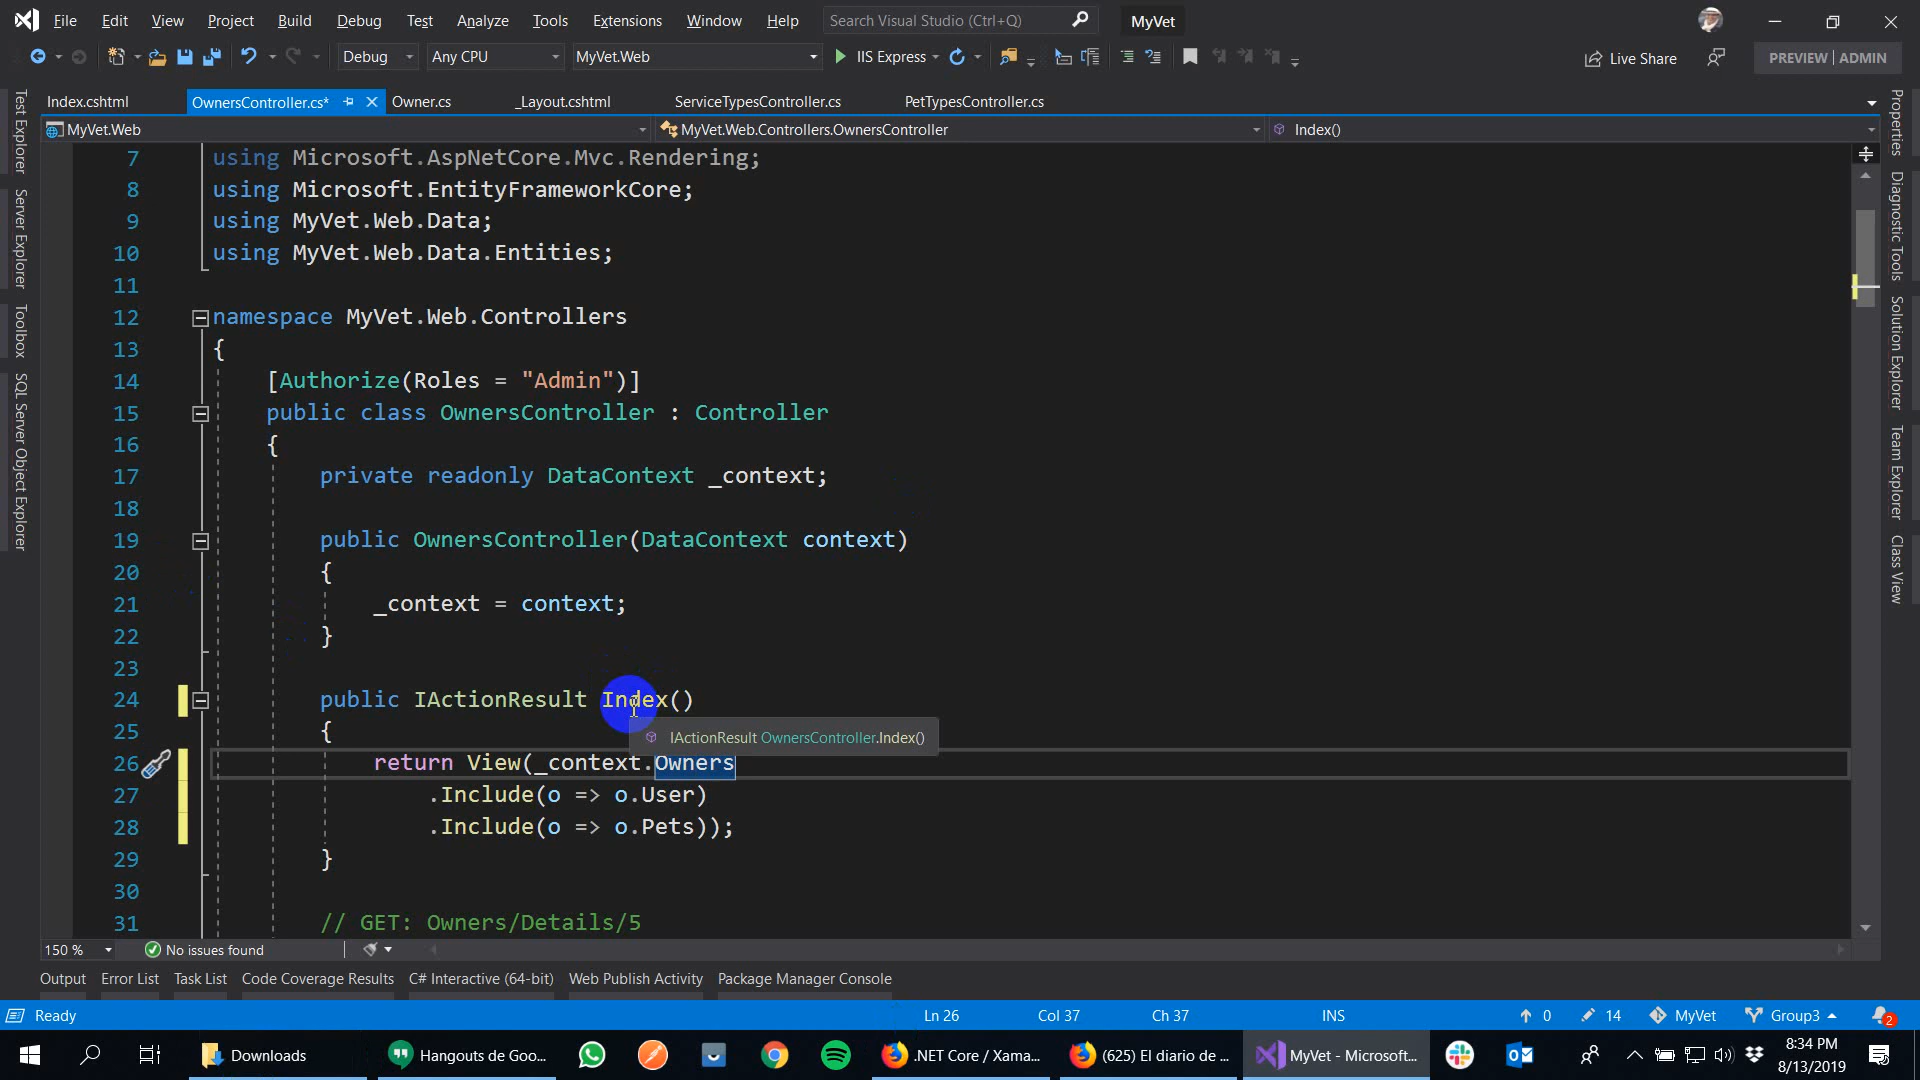 File Edit View Project Build Debug Test Analyze Tools Extensions Window Help Search Visual Studio (Ctrl+Q) MyVet
Debug Any CPU MyVet.Web IIS Express Live Share PREVIEW | ADMIN
Index.cshtml OwnersController.cs* Owner.cs _Layout.cshtml ServiceTypesController.cs PetTypesController.cs
MyVet.Web MyVet.Web.Controllers.OwnersController Index()
Test Explorer
Server Explorer
Toolbox
SQL Server Object Explorer
7 using Microsoft.AspNetCore.Mvc.Rendering;
8 using Microsoft.EntityFrameworkCore;
9 using MyVet.Web.Data;
10 using MyVet.Web.Data.Entities;
11
12 namespace MyVet.Web.Controllers
13 {
14 [Authorize(Roles = "Admin")]
15 public class OwnersController : Controller
16 {
17 private readonly DataContext _context;
18
19 public OwnersController(DataContext context)
20 {
21 _context = context;
22 }
23
24 public IActionResult Index()
25 {
IActionResult OwnersController.Index()
26 return View(_context.Owners
27 .Include(o => o.User)
28 .Include(o => o.Pets));
29 }
30
31 // GET: Owners/Details/5
Properties
Diagnostic Tools
Solution Explorer
Team Explorer
Class View
150 % No issues found
Output Error List Task List Code Coverage Results C# Interactive (64-bit) Web Publish Activity Package Manager Console
Ready Ln 26 Col 37 Ch 37 INS 0 14 MyVet Group3 2
Downloads Hangouts de Goo... .NET Core / Xama... (625) El diario de ... MyVet - Microsoft... 8:34 PM
8/13/2019